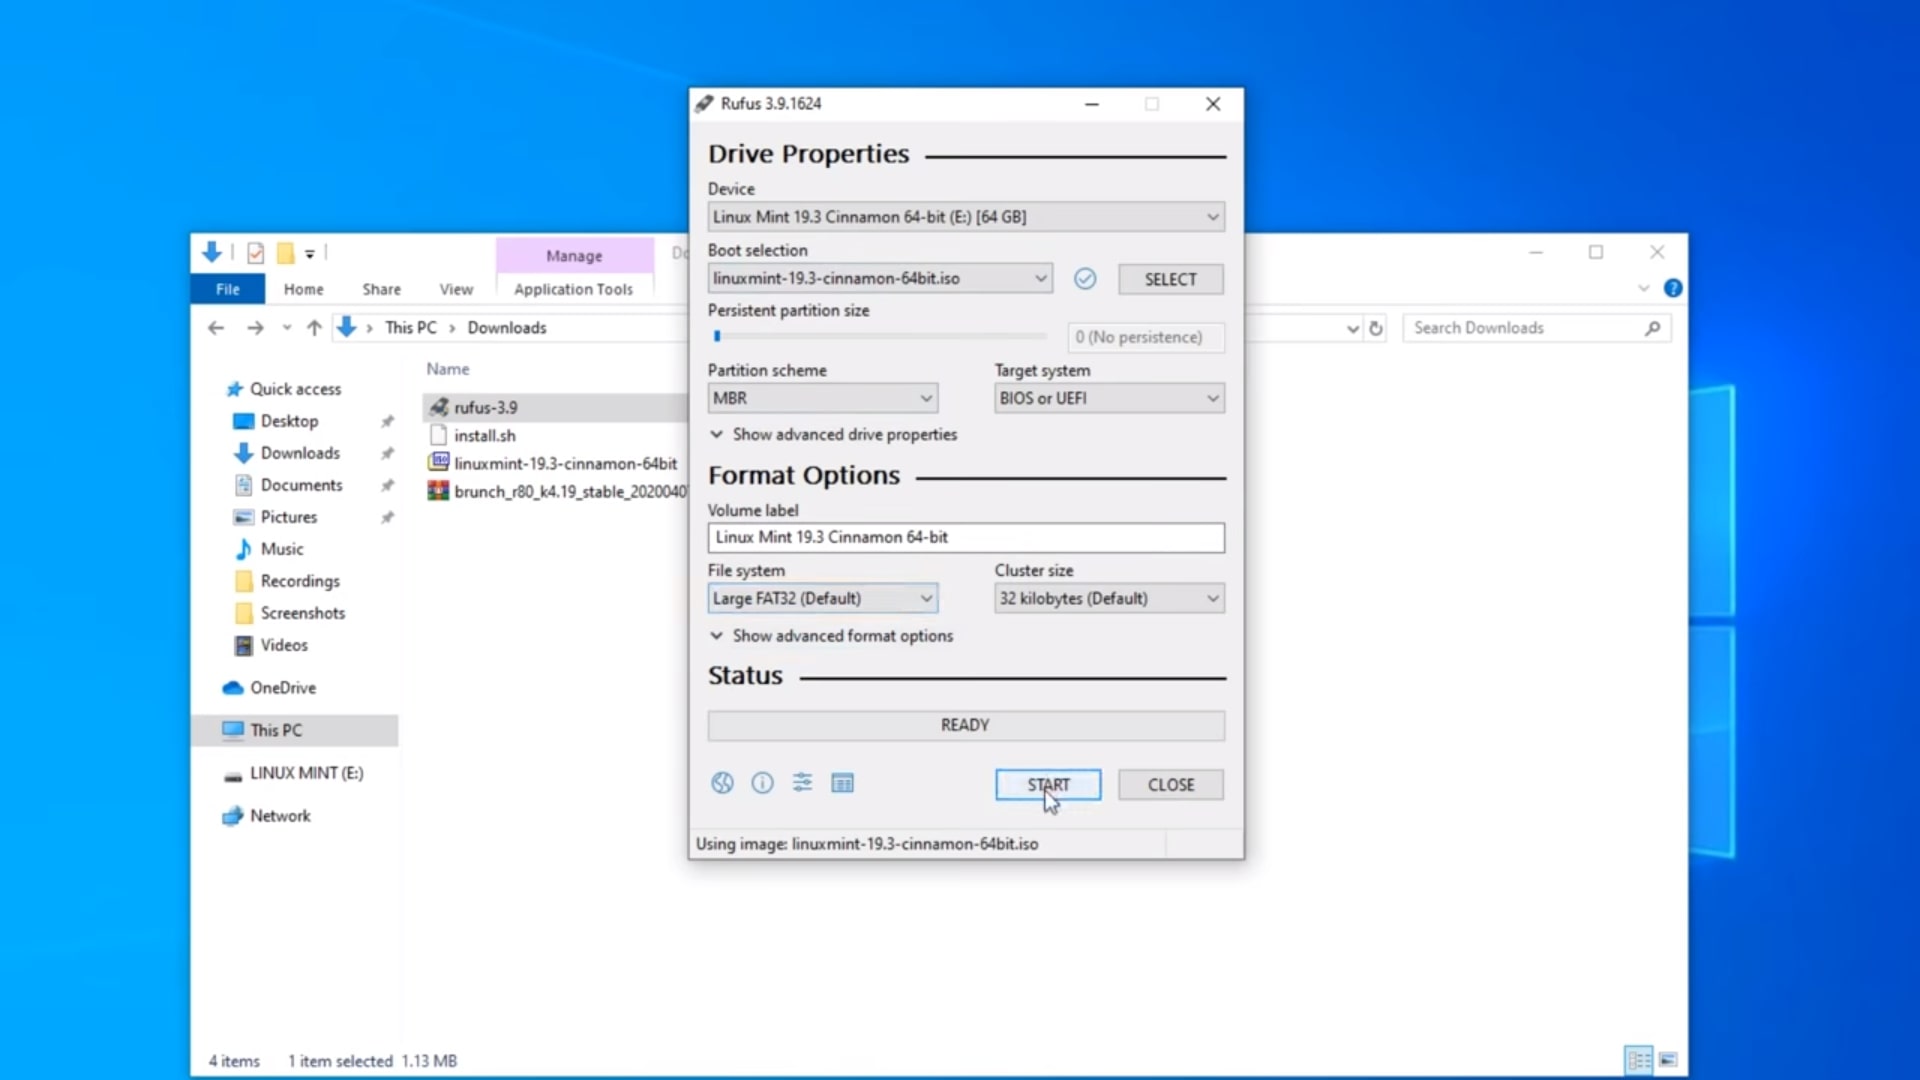 Rufus 3.9.1624
Drive Properties
Device
Linux Mint 19.3 Cinnamon 64-bit (E:) [64 GB]
Boot selection
linuxmint-19.3-cinnamon-64bit.iso
SELECT
Persistent partition size
0 (No persistence)
Partition scheme
Target system
MBR
BIOS or UEFI
Show advanced drive properties
Format Options
Volume label
Linux Mint 19.3 Cinnamon 64-bit
File system
Cluster size
Large FAT32 (Default)
32 kilobytes (Default)
Show advanced format options
Status
READY
START
CLOSE
Using image: linuxmint-19.3-cinnamon-64bit.iso
Manage
File
Home
Share
View
Application Tools
This PC
Downloads
Search Downloads
Name
Quick access
Desktop
Downloads
Documents
Pictures
Music
Recordings
Screenshots
Videos
OneDrive
This PC
LINUX MINT (E:)
Network
rufus-3.9
install.sh
linuxmint-19.3-cinnamon-64bit
brunch_r80_k4.19_stable_2020040
4 items
1 item selected 1.13 MB